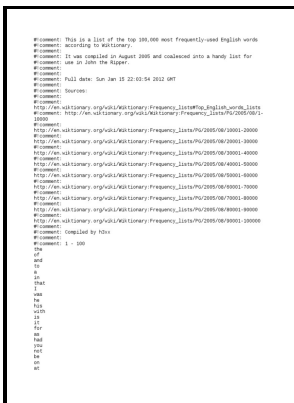 #!comment: This is a list of the top 100,000 most frequently-used English words
#!comment: according to Wiktionary.
#!comment:
#!comment: It was compiled in August 2005 and coalesced into a handy list for
#!comment: use in John the Ripper.
#!comment:
#!comment:
#!comment: Pull date: Sun Jan 15 22:03:54 2012 GMT
#!comment:
#!comment: Sources:
#!comment:
#!comment:
http://en.wiktionary.org/wiki/Wiktionary:Frequency_lists#Top_English_words_lists
#!comment: http://en.wiktionary.org/wiki/Wiktionary:Frequency_lists/PG/2005/08/1-
10000
#!comment:
http://en.wiktionary.org/wiki/Wiktionary:Frequency_lists/PG/2005/08/10001-20000
#!comment:
http://en.wiktionary.org/wiki/Wiktionary:Frequency_lists/PG/2005/08/20001-30000
#!comment:
http://en.wiktionary.org/wiki/Wiktionary:Frequency_lists/PG/2005/08/30001-40000
#!comment:
http://en.wiktionary.org/wiki/Wiktionary:Frequency_lists/PG/2005/08/40001-50000
#!comment:
http://en.wiktionary.org/wiki/Wiktionary:Frequency_lists/PG/2005/08/50001-60000
#!comment:
http://en.wiktionary.org/wiki/Wiktionary:Frequency_lists/PG/2005/08/60001-70000
#!comment:
http://en.wiktionary.org/wiki/Wiktionary:Frequency_lists/PG/2005/08/70001-80000
#!comment:
http://en.wiktionary.org/wiki/Wiktionary:Frequency_lists/PG/2005/08/80001-90000
#!comment:
http://en.wiktionary.org/wiki/Wiktionary:Frequency_lists/PG/2005/08/90001-100000
#!comment:
#!comment: Compiled by
#!comment:
#!comment: 1 - 100
the
of
and
to
a
in
that
I
was
he
his
with
is
it
for
as
had
you
not
be
on
at